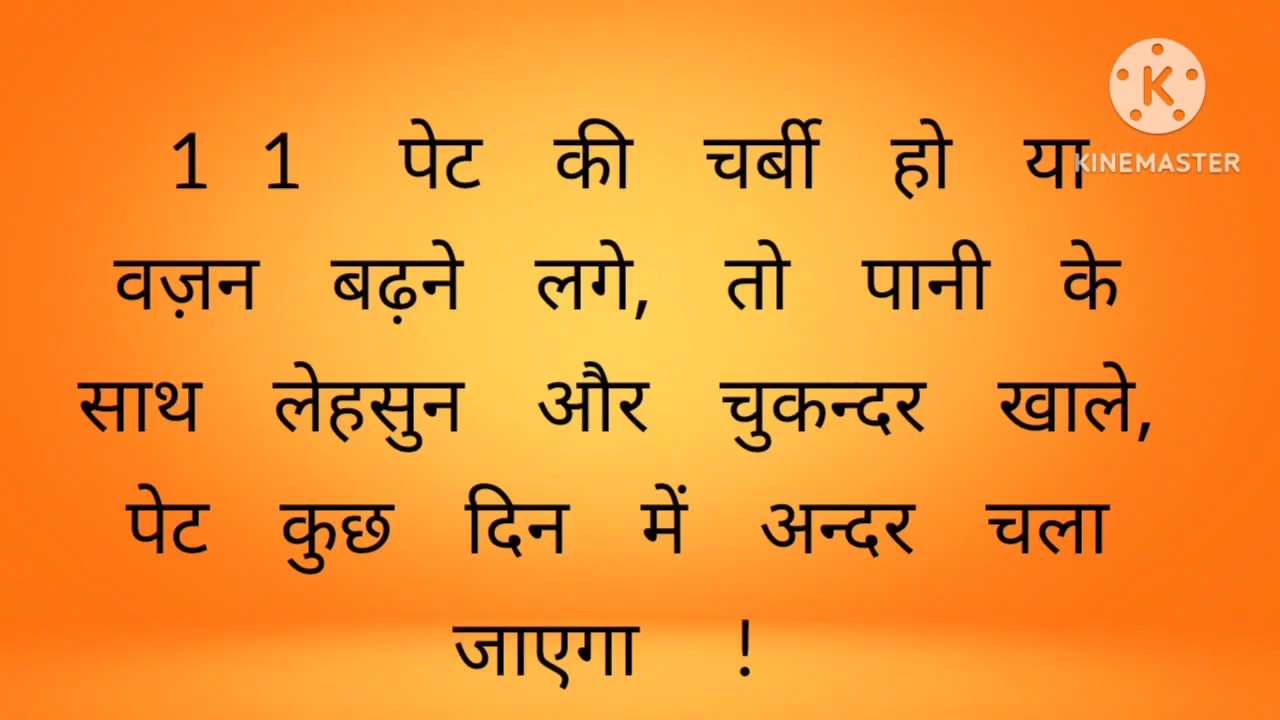 1 1 पेट की चर्बी हो या
KINEMASTER
वज़न बढ़ने लगे, तो पानी के
साथ लेहसुन और चुकन्दर खाले,
पेट कुछ दिन में अन्दर चला
जाएगा !